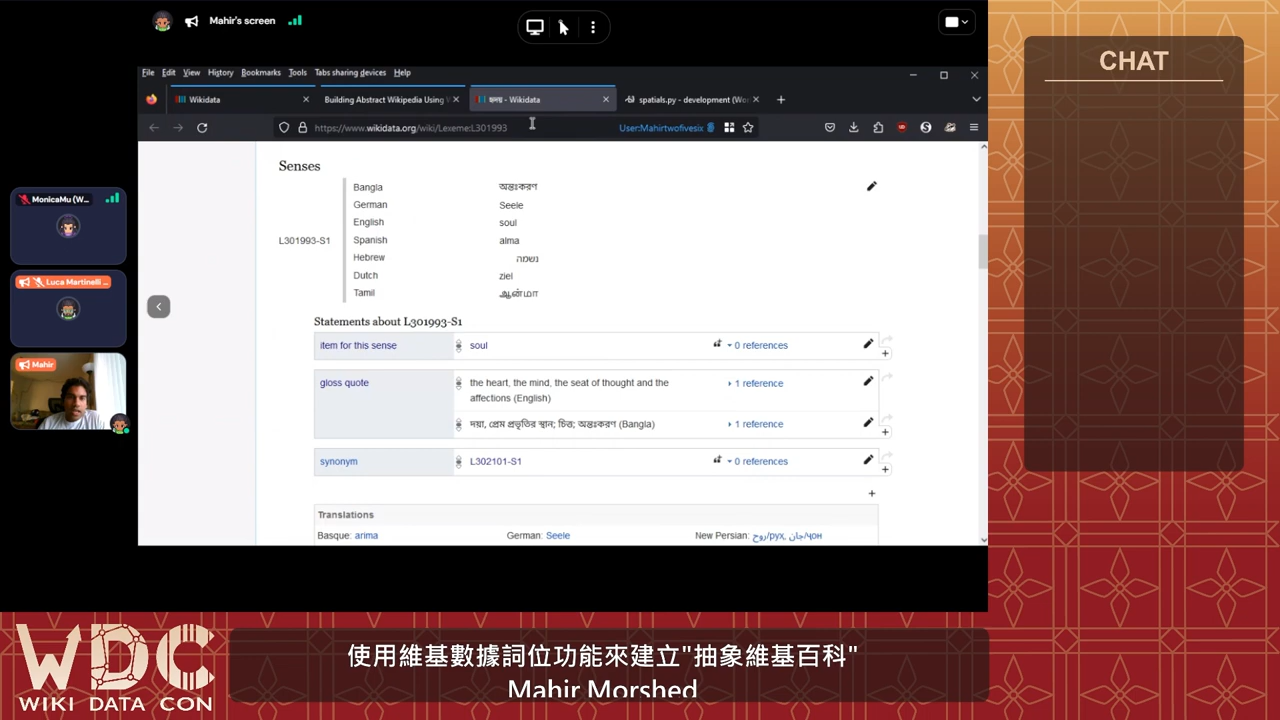 Mahir's screen
CHAT
File Edit View History Bookmarks Tools Tabs sharing devices Help
Wikidata
Building Abstract Wikipedia Using
হৃদয় - Wikidata
spatials.py - development (Wo
https://www.wikidata.org/wiki/Lexeme:L301993
User:Mahirtwofivesix
Senses
MonicaMu (W...
Luca Martinelli ...
Mahir
L301993-S1
Bangla অন্তঃকরণ
German Seele
English soul
Spanish alma
Hebrew נשמה
Dutch ziel
Tamil ஆன்மா
Statements about L301993-S1
item for this sense soul 0 references
gloss quote the heart, the mind, the seat of thought and the 1 reference
affections (English)
দয়া, প্রেম প্রভৃতির স্থান; চিত্ত; অন্তঃকরণ (Bangla) 1 reference
synonym L302101-S1 0 references
Translations
Basque: arima German: Seele New Persian: روح/рӯҳ, جان/ҷон
WDC
WIKI DATA CON
使用維基數據詞位功能來建立"抽象維基百科"
Mahir Morshed